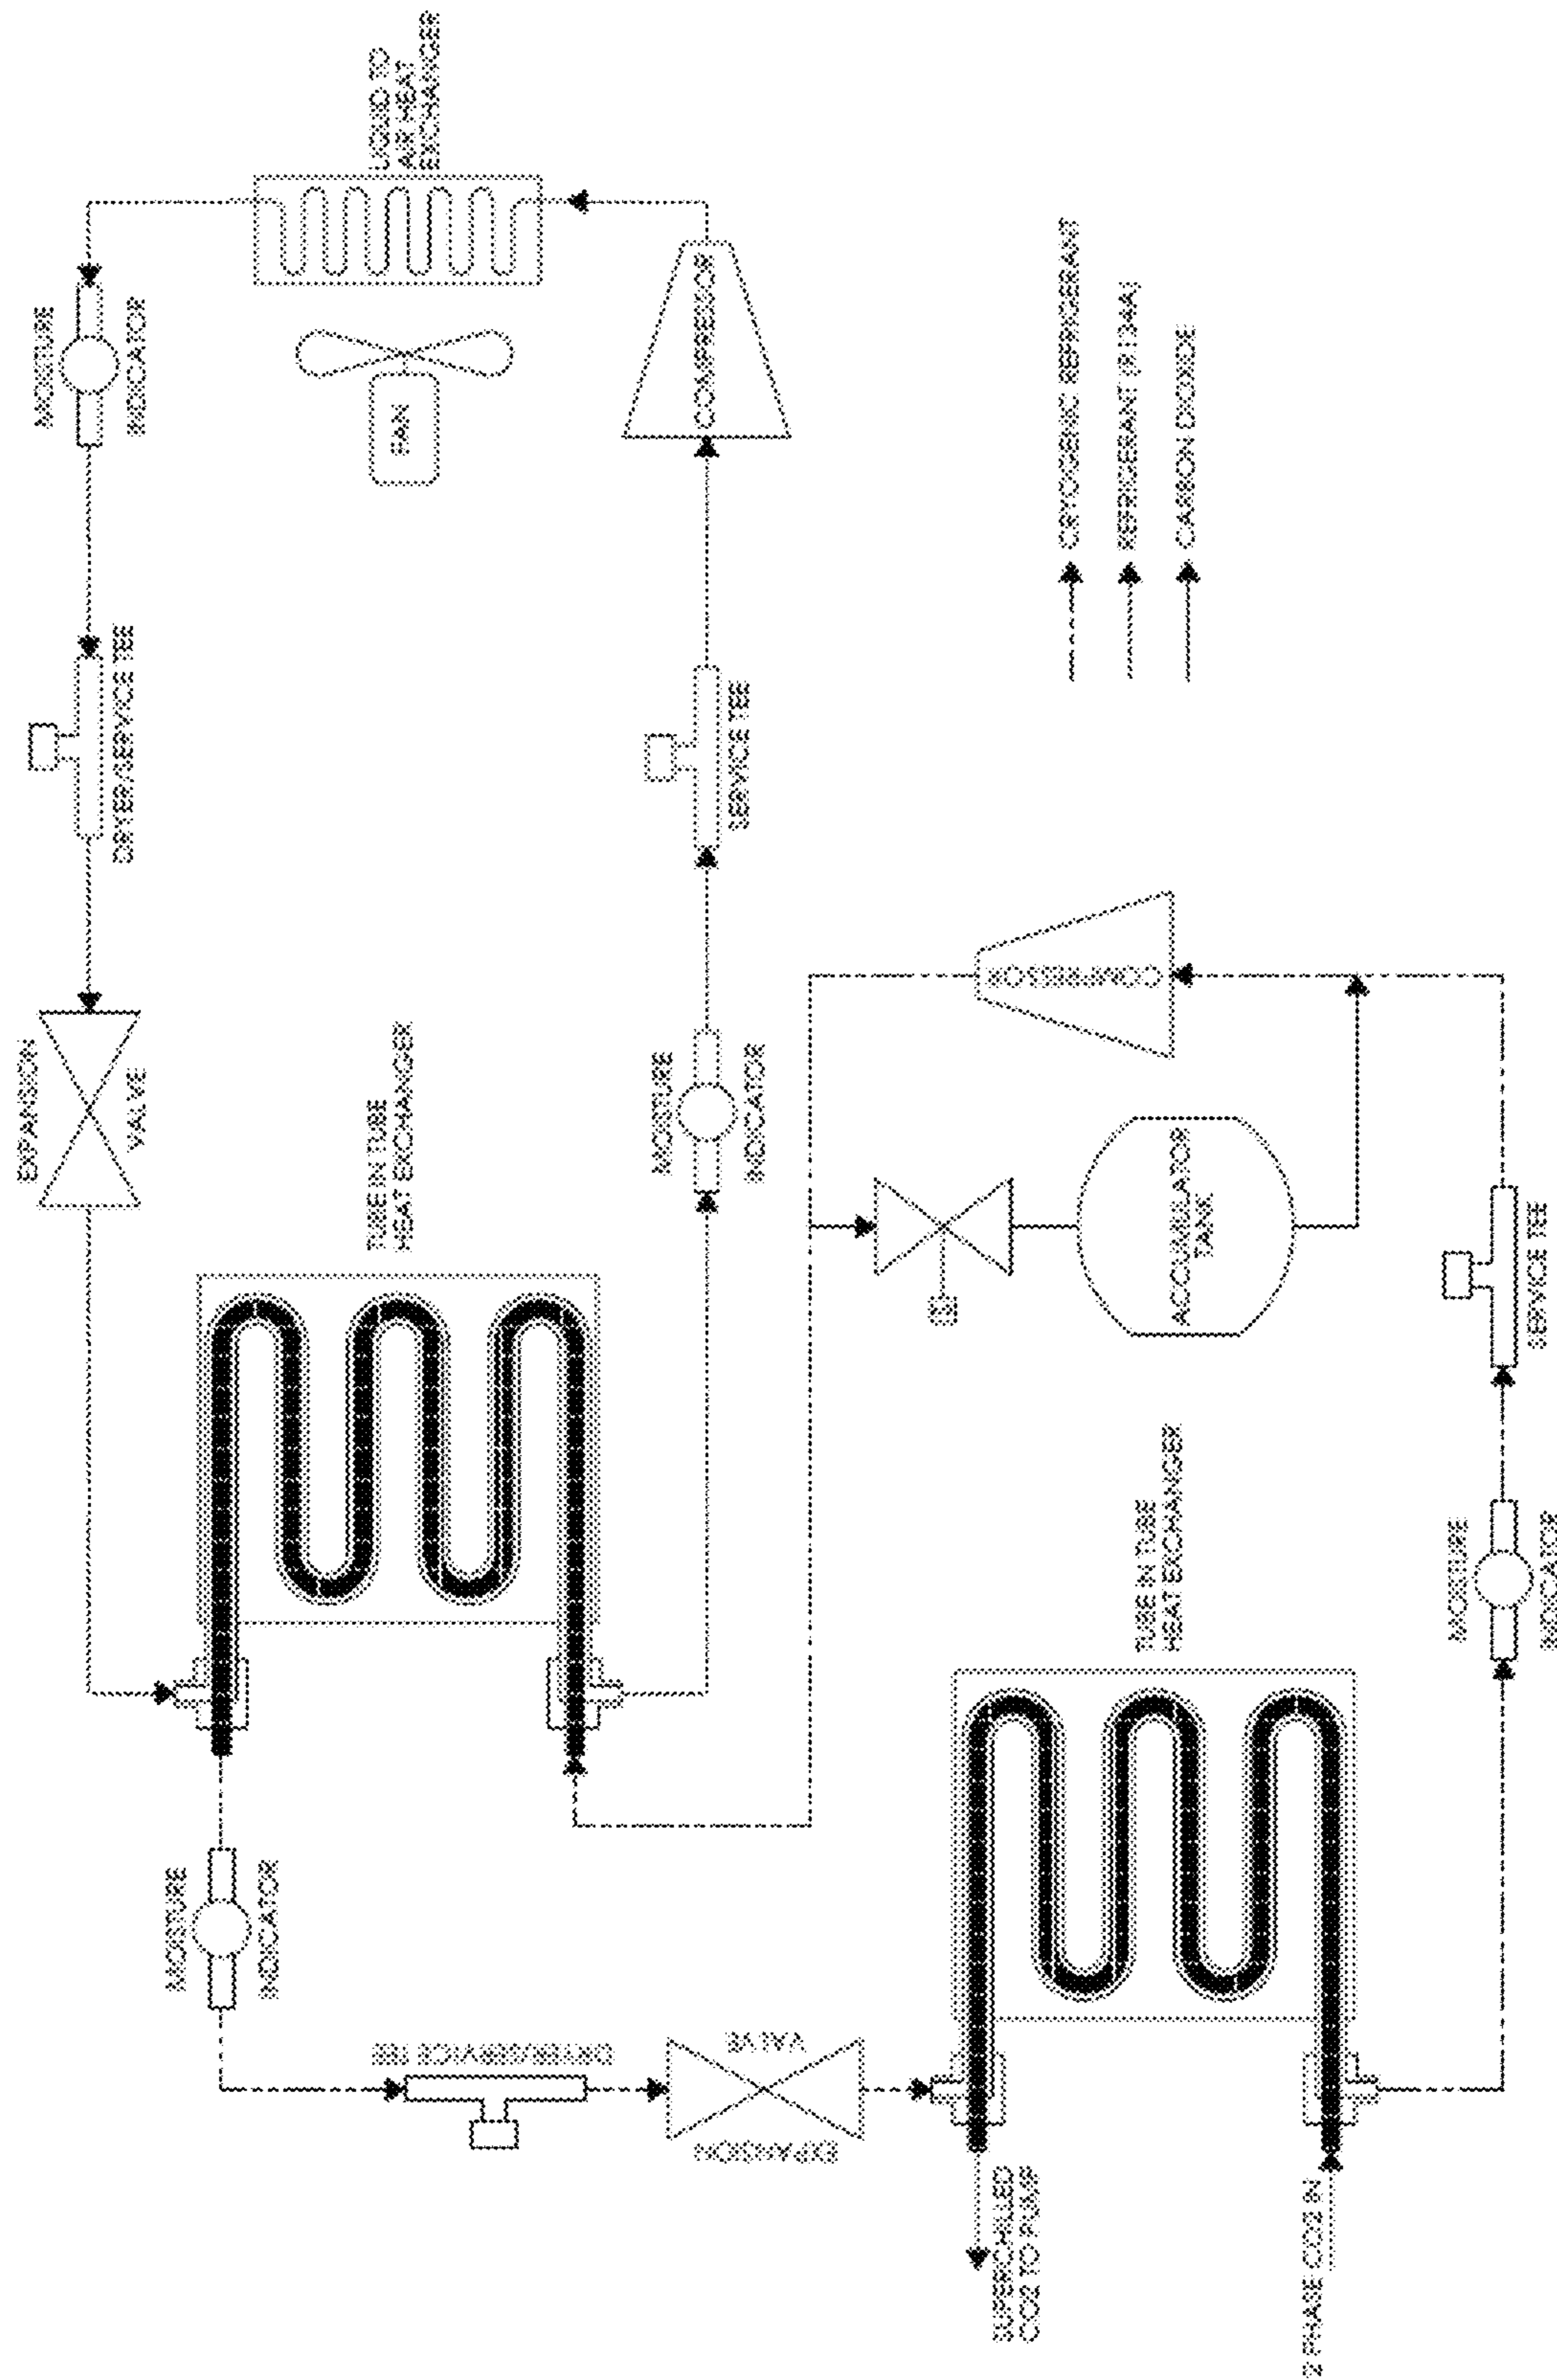 LIQUID TO
AIR HEAT
EXCHANGER
MOISTURE
INDICATOR
FAN
COMPRESSOR
DRYER/SERVICE TEE
SERVICE TEE
EXPANSION
VALVE
TUBE IN TUBE
HEAT EXCHANGER
MOISTURE
INDICATOR
CRYOGENIC REFRIGERANT
REFRIGERANT (R134A)
CARBON DIOXIDE
COMPRESSOR
ACCUMULATOR
TANK
S
SERVICE TEE
MOISTURE
INDICATOR
TUBE IN TUBE
HEAT EXCHANGER
MOISTURE
INDICATOR
DRYER/SERVICE TEE
EXPANSION
VALVE
SUPERCHILLED
CO2 TO PUMP
2 PHASE CO2 IN